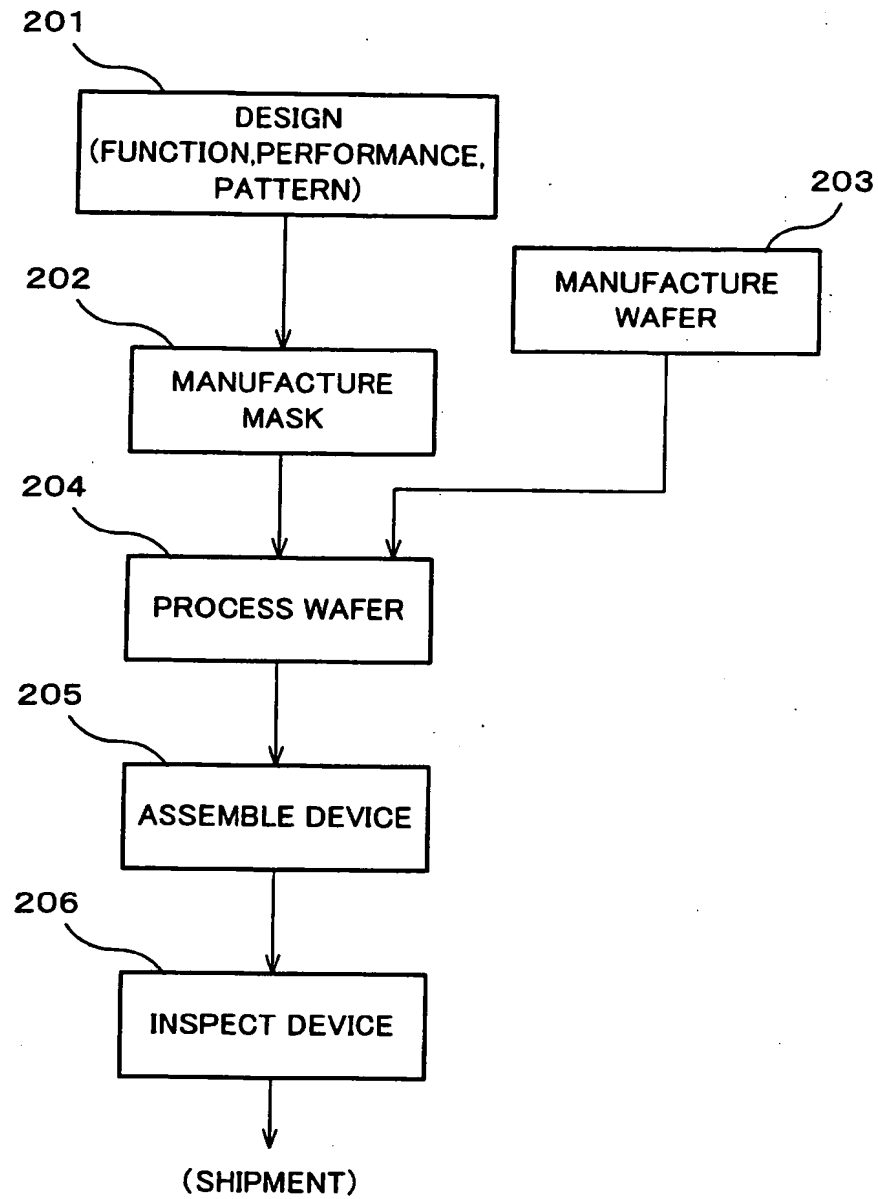 201
DESIGN
(FUNCTION,PERFORMANCE,
PATTERN)
203
MANUFACTURE
WAFER
202
MANUFACTURE
MASK
204
PROCESS WAFER
205
ASSEMBLE DEVICE
206
INSPECT DEVICE
(SHIPMENT)